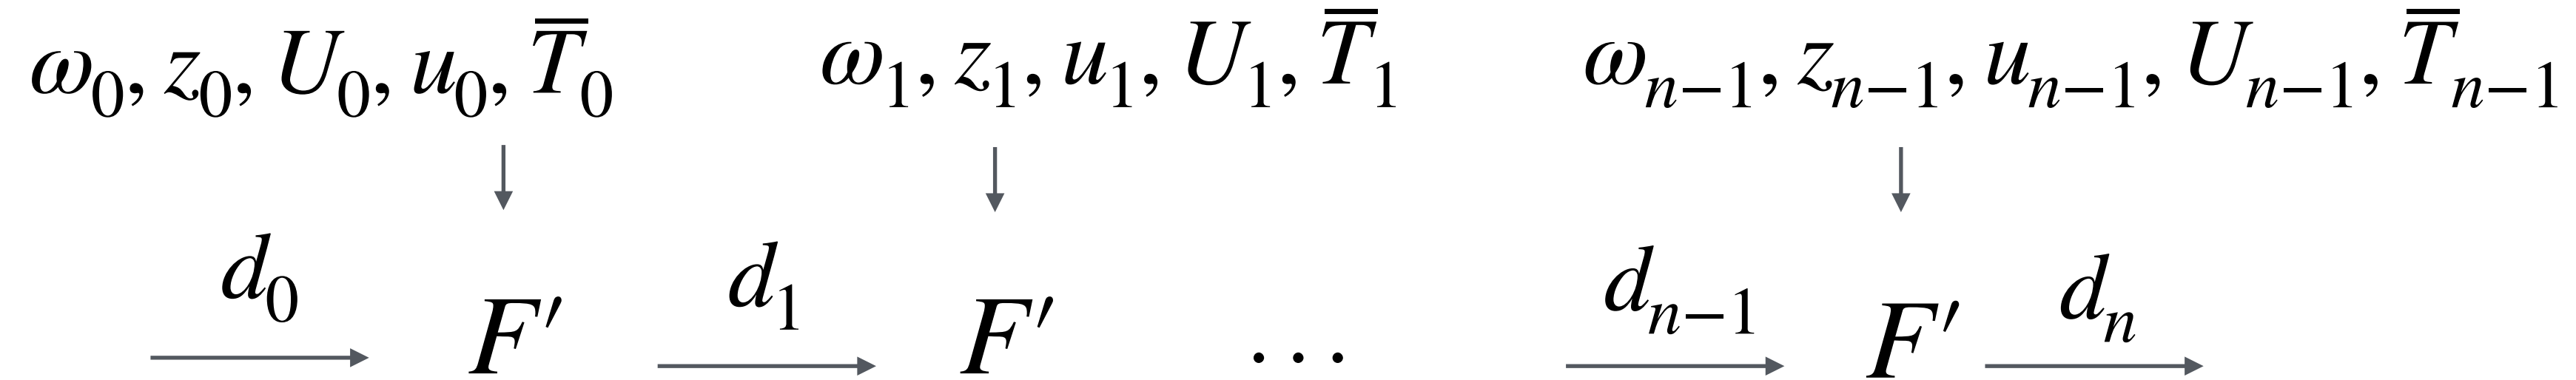 ω₀, z₀, U₀, u₀, T̅₀ ω₁, z₁, u₁, U₁, T̅₁ ωₙ₋₁, zₙ₋₁, uₙ₋₁, Uₙ₋₁, T̅ₙ₋₁
d₀ d₁ dₙ₋₁ dₙ
F′ F′ ⋯ F′